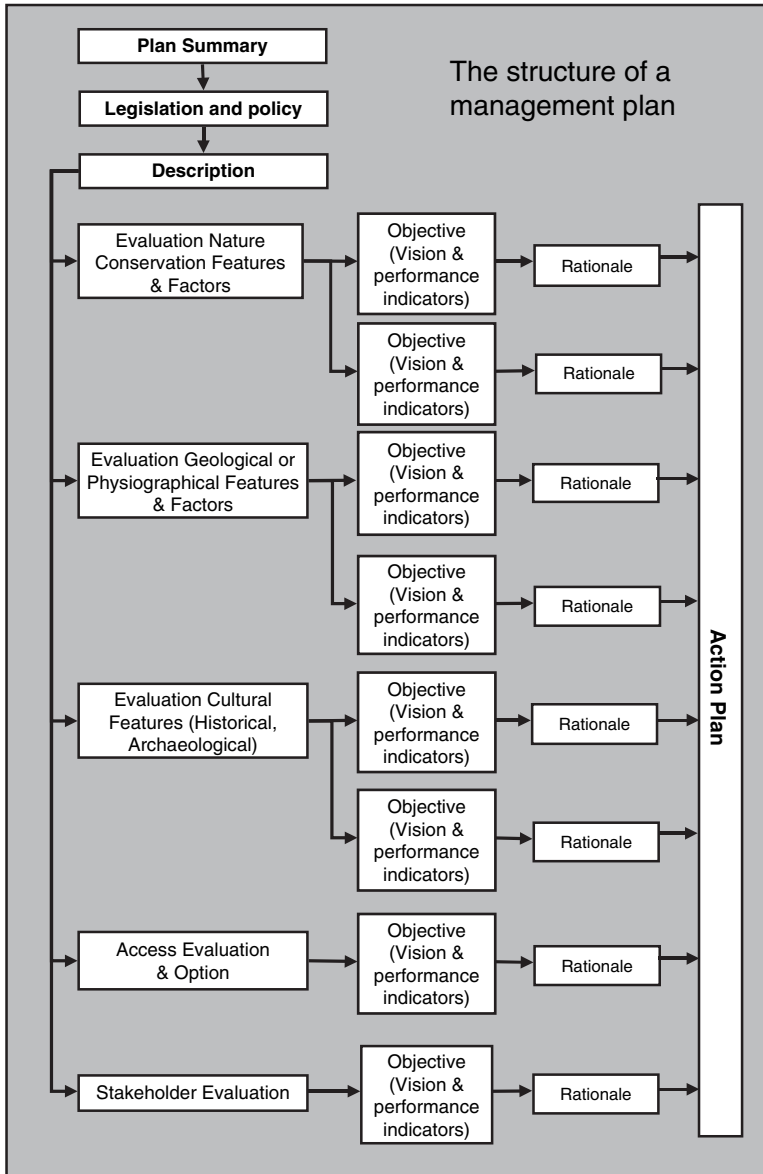 Plan Summary
The structure of a
management plan
Legislation and policy
Description
Evaluation Nature
Conservation Features
& Factors
Objective
(Vision &
performance
indicators)
Rationale
Objective
(Vision &
performance
indicators)
Rationale
Evaluation Geological or
Physiographical Features
& Factors
Objective
(Vision &
performance
indicators)
Rationale
Objective
(Vision &
performance
indicators)
Rationale
Evaluation Cultural
Features (Historical,
Archaeological)
Objective
(Vision &
performance
indicators)
Rationale
Objective
(Vision &
performance
indicators)
Rationale
Access Evaluation
& Option
Objective
(Vision &
performance
indicators)
Rationale
Stakeholder Evaluation
Objective
(Vision &
performance
indicators)
Rationale
Action Plan